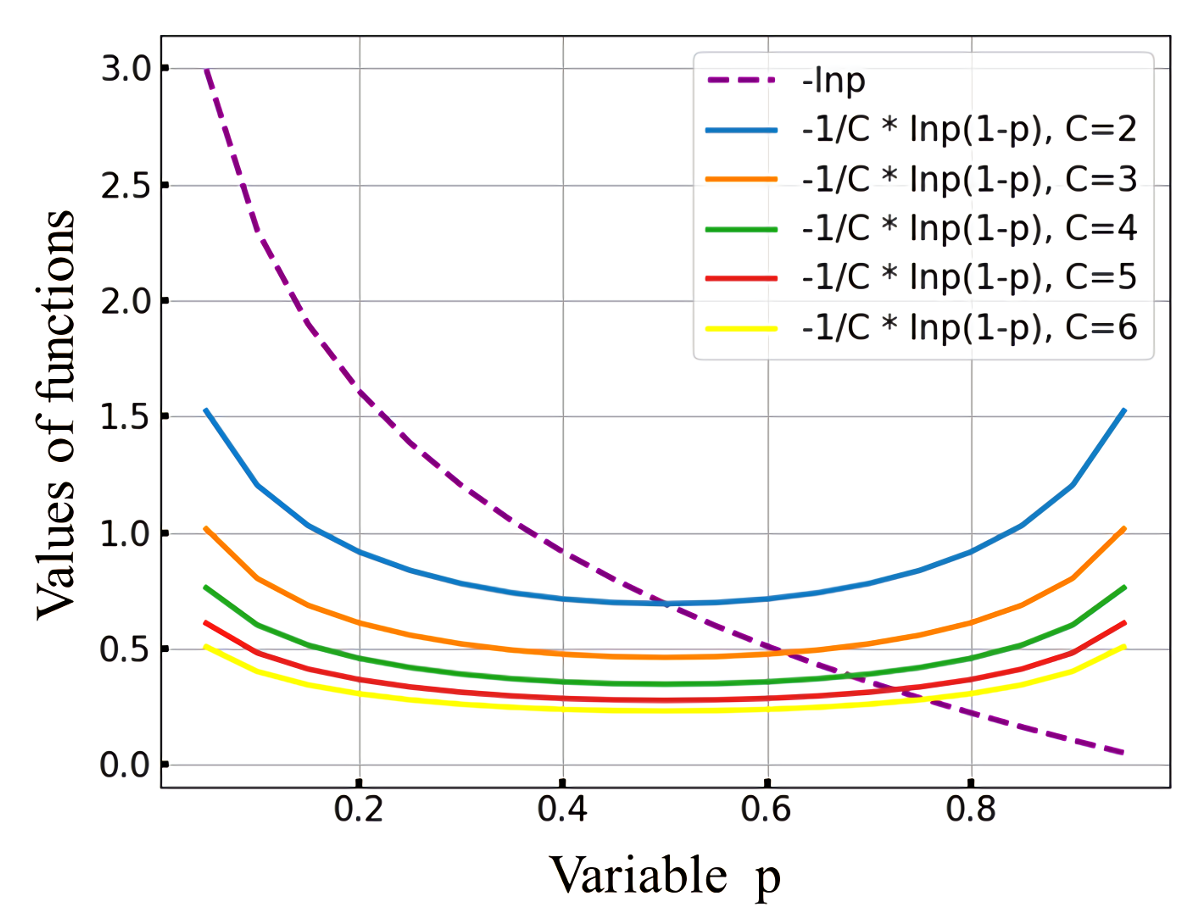 3.0
2.5
2.0
1.5
1.0
0.5
0.0
Values of functions
-lnp
-1/C * lnp(1-p), C=2
-1/C * lnp(1-p), C=3
-1/C * lnp(1-p), C=4
-1/C * lnp(1-p), C=5
-1/C * lnp(1-p), C=6
0.2
0.4
0.6
0.8
Variable p